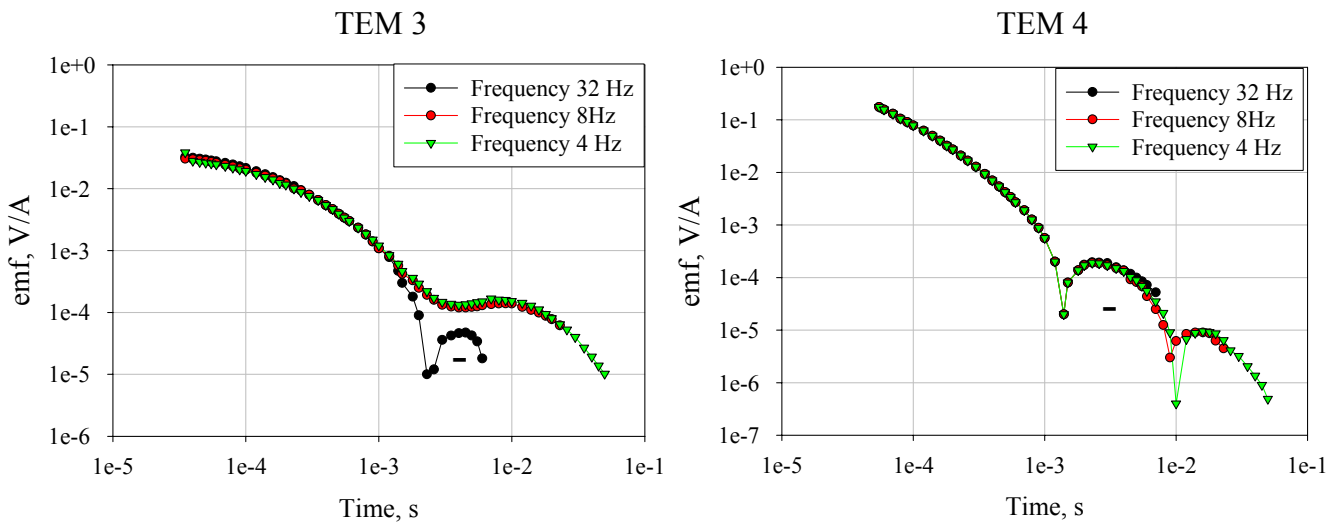 TEM 3
1e+0
1e-1
1e-2
1e-3
1e-4
1e-5
1e-6
emf, V/A
Frequency 32 Hz
Frequency 8Hz
Frequency 4 Hz
-
1e-5 1e-4 1e-3 1e-2 1e-1
Time, s
TEM 4
1e+0
1e-1
1e-2
1e-3
1e-4
1e-5
1e-6
1e-7
emf, V/A
Frequency 32 Hz
Frequency 8Hz
Frequency 4 Hz
-
1e-5 1e-4 1e-3 1e-2 1e-1
Time, s